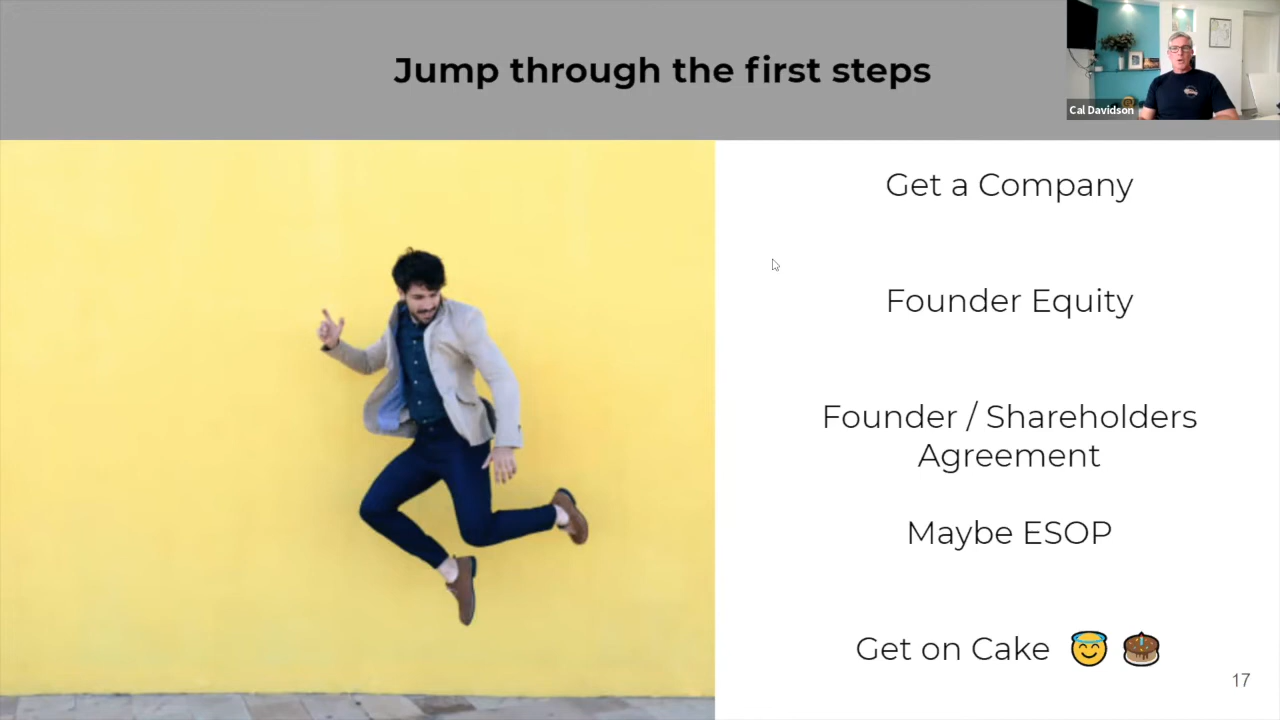 Jump through the first steps
Cal Davidson
Get a Company
Founder Equity
Founder / Shareholders
Agreement
Maybe ESOP
Get on Cake 😇 🎂
17